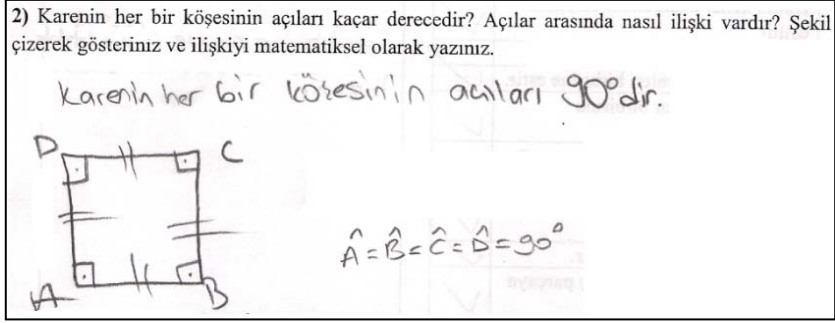 2) Karenin her bir köşesinin açıları kaçar derecedir? Açılar arasında nasıl ilişki vardır? Şekil
çizerek gösteriniz ve ilişkiyi matematiksel olarak yazınız.
Karenin her bir köşesinin açıları 90° dir.
D C
Â = B̂ = Ĉ = D̂ = 90°
A B